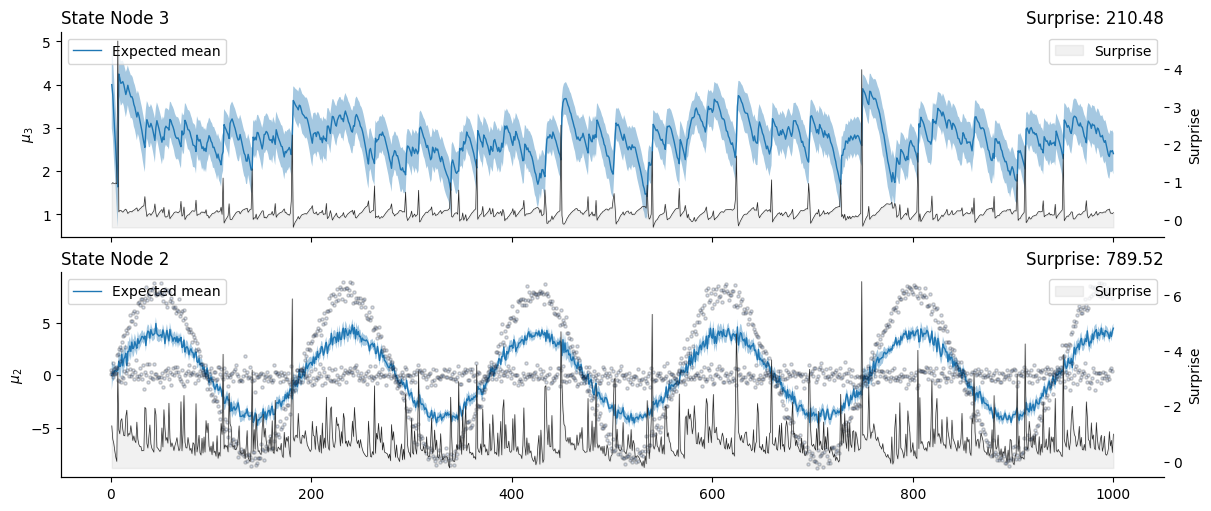 State Node 3
Surprise: 210.48
5
4
3
2
1
μ3
Expected mean
Surprise
4
3
2
1
0
Surprise
State Node 2
Surprise: 789.52
5
0
−5
μ2
Expected mean
Surprise
6
4
2
0
Surprise
0 200 400 600 800 1000